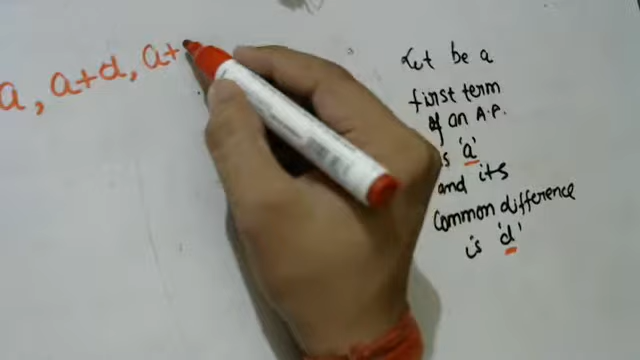 a, a+d, a+
Let be a
first term
of an A.P.
is 'a'
and its
common difference
is 'd'